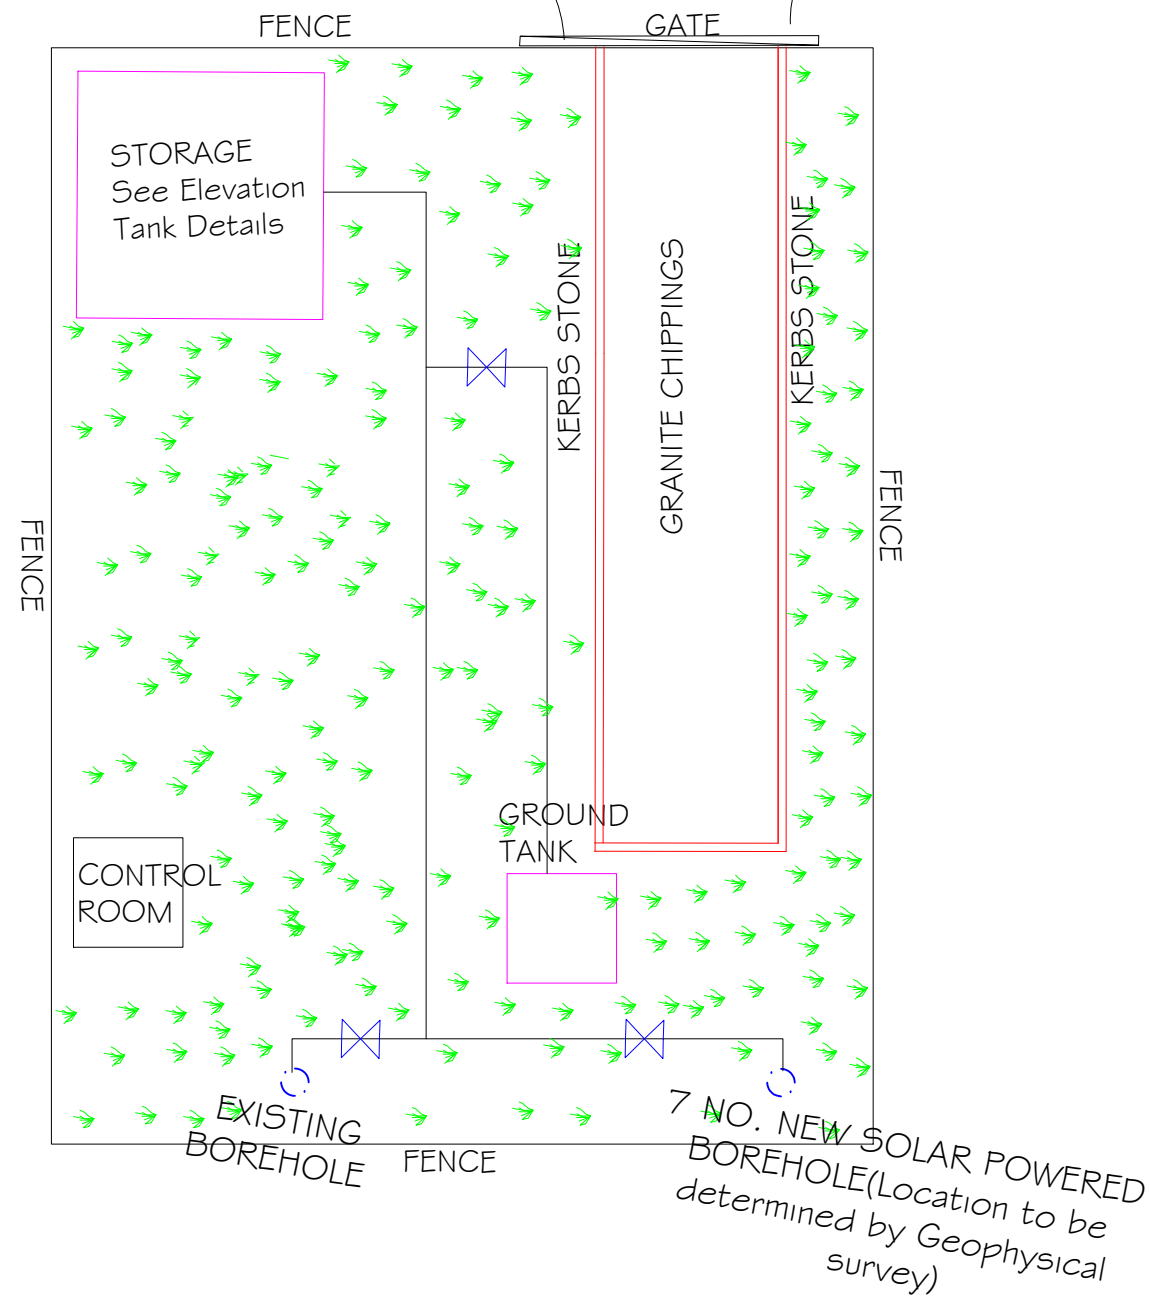 FENCE
GATE
STORAGE
See Elevation
Tank Details
KERBS STONE
GRANITE CHIPPINGS
KERBS STONE
FENCE
FENCE
GROUND
TANK
CONTROL
ROOM
EXISTING
BOREHOLE
FENCE
7 NO. NEW SOLAR POWERED
BOREHOLE(Location to be
determined by Geophysical
survey)